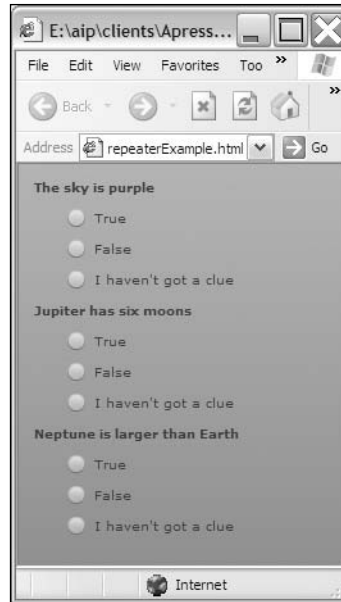 E:\aip\clients\Apress...
File Edit View Favorites Too »
Back »
Address repeaterExample.html Go
The sky is purple
True
False
I haven't got a clue
Jupiter has six moons
True
False
I haven't got a clue
Neptune is larger than Earth
True
False
I haven't got a clue
Internet